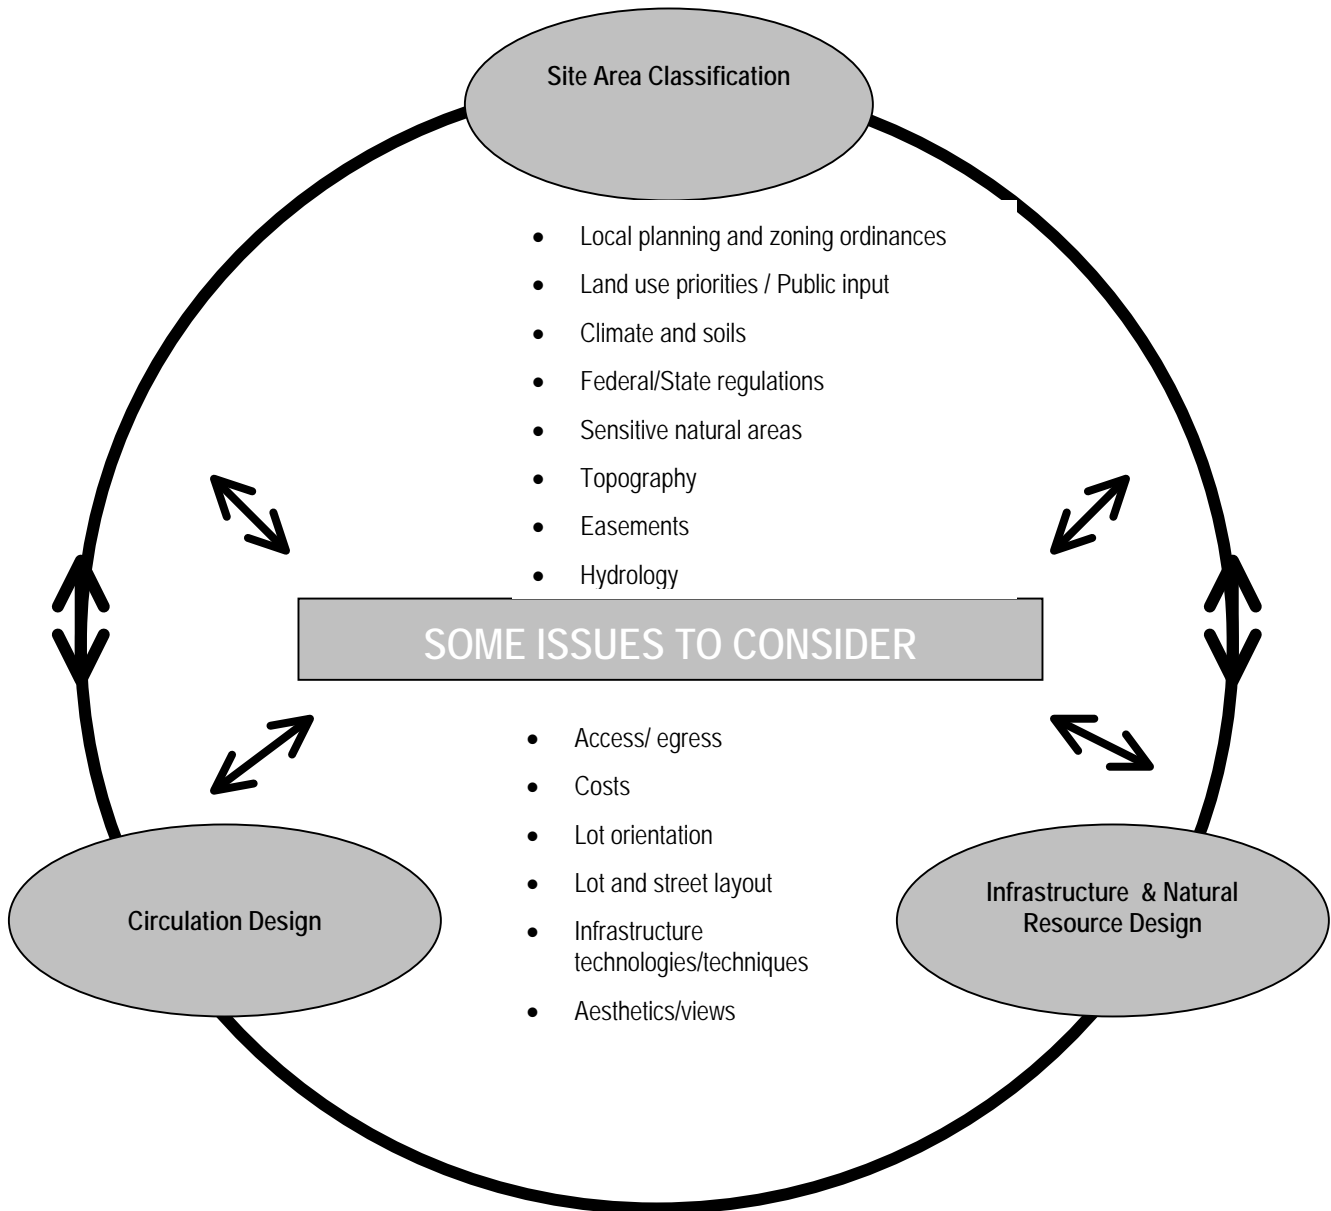 Site Area Classification
• Local planning and zoning ordinances
• Land use priorities / Public input
• Climate and soils
• Federal/State regulations
• Sensitive natural areas
• Topography
• Easements
• Hydrology
SOME ISSUES TO CONSIDER
• Access/ egress
• Costs
• Lot orientation
• Lot and street layout
• Infrastructure
technologies/techniques
• Aesthetics/views
Circulation Design
Infrastructure & Natural
Resource Design